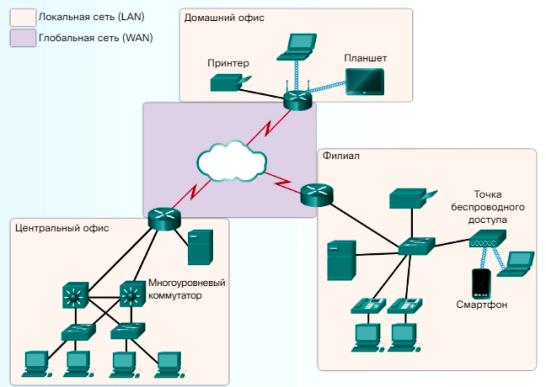 Локальная сеть (LAN)
Глобальная сеть (WAN)
Домашний офис
Принтер
Планшет
Филиал
Точка
беспроводного
доступа
Смартфон
Центральный офис
Многоуровневый
коммутатор